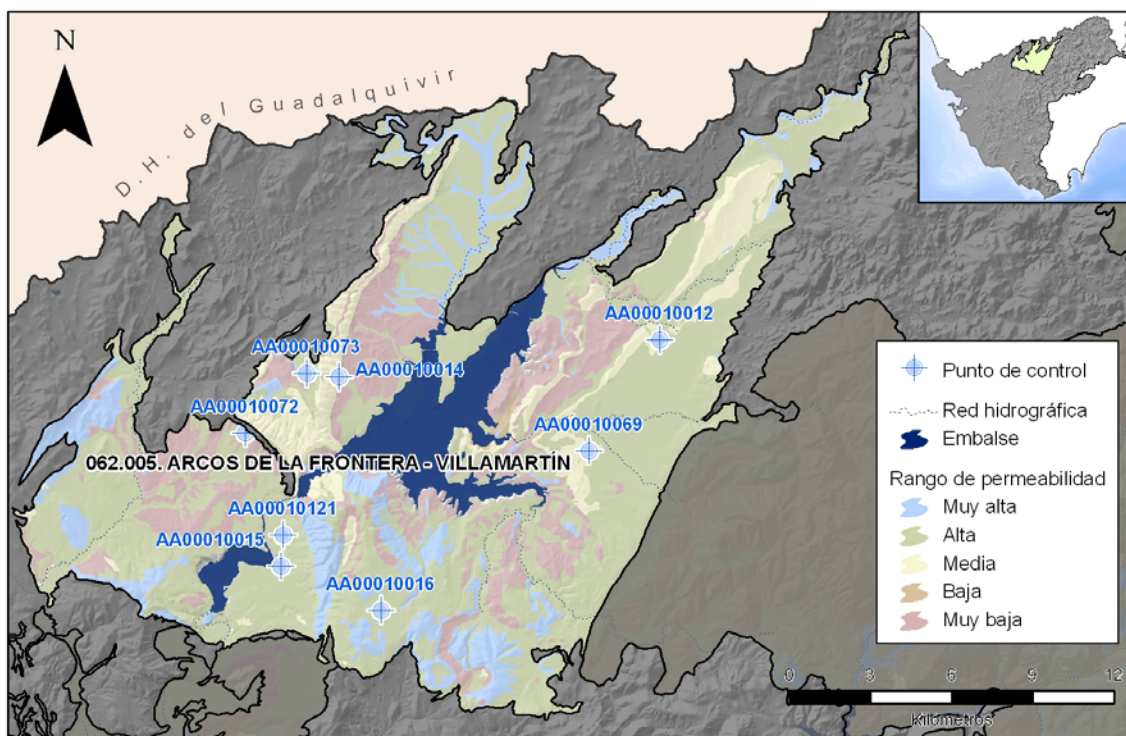 N
D.H. del Guadalquivir
AA00010012
AA00010073
AA00010014
AA00010072
AA00010069
062.005. ARCOS DE LA FRONTERA - VILLAMARTÍN
AA00010121
AA00010015
AA00010016
Punto de control
Red hidrográfica
Embalse
Rango de permeabilidad
Muy alta
Alta
Media
Baja
Muy baja
0 3 6 9 12
Kilómetros